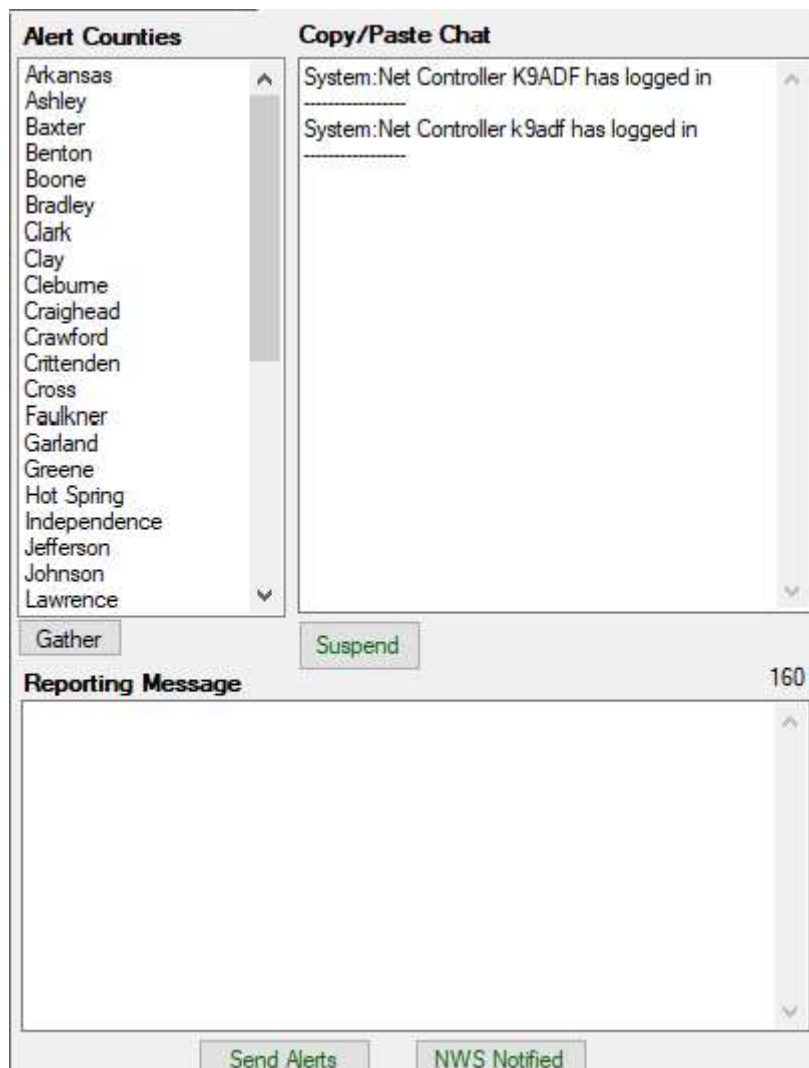 Alert Counties
Arkansas
Ashley
Baxter
Benton
Boone
Bradley
Clark
Clay
Cleburne
Craighead
Crawford
Crittenden
Cross
Faulkner
Garland
Greene
Hot Spring
Independence
Jefferson
Johnson
Lawrence
Gather
Copy/Paste Chat
System:Net Controller K9ADF has logged in
-----------------
System:Net Controller k9adf has logged in
-----------------
Suspend
Reporting Message
160
Send Alerts
NWS Notified